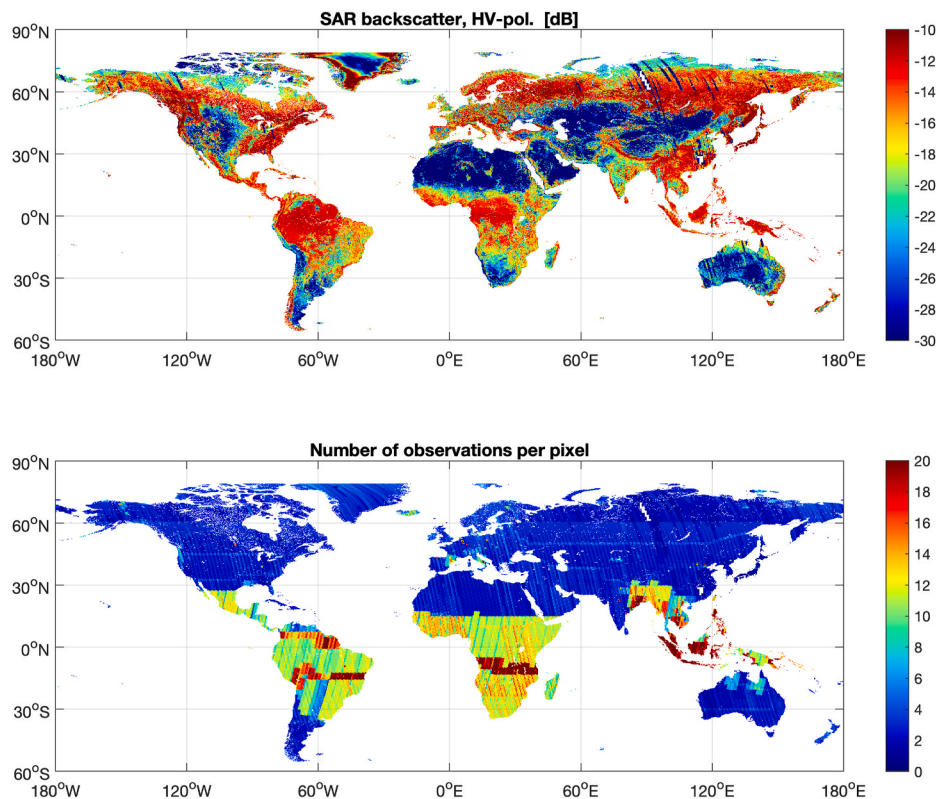 SAR backscatter, HV-pol. [dB]
90°N
60°N
30°N
0°N
30°S
60°S
180°W
120°W
60°W
0°E
60°E
120°E
180°E
-10
-12
-14
-16
-18
-20
-22
-24
-26
-28
-30
Number of observations per pixel
90°N
60°N
30°N
0°N
30°S
60°S
180°W
120°W
60°W
0°E
60°E
120°E
180°E
20
18
16
14
12
10
8
6
4
2
0